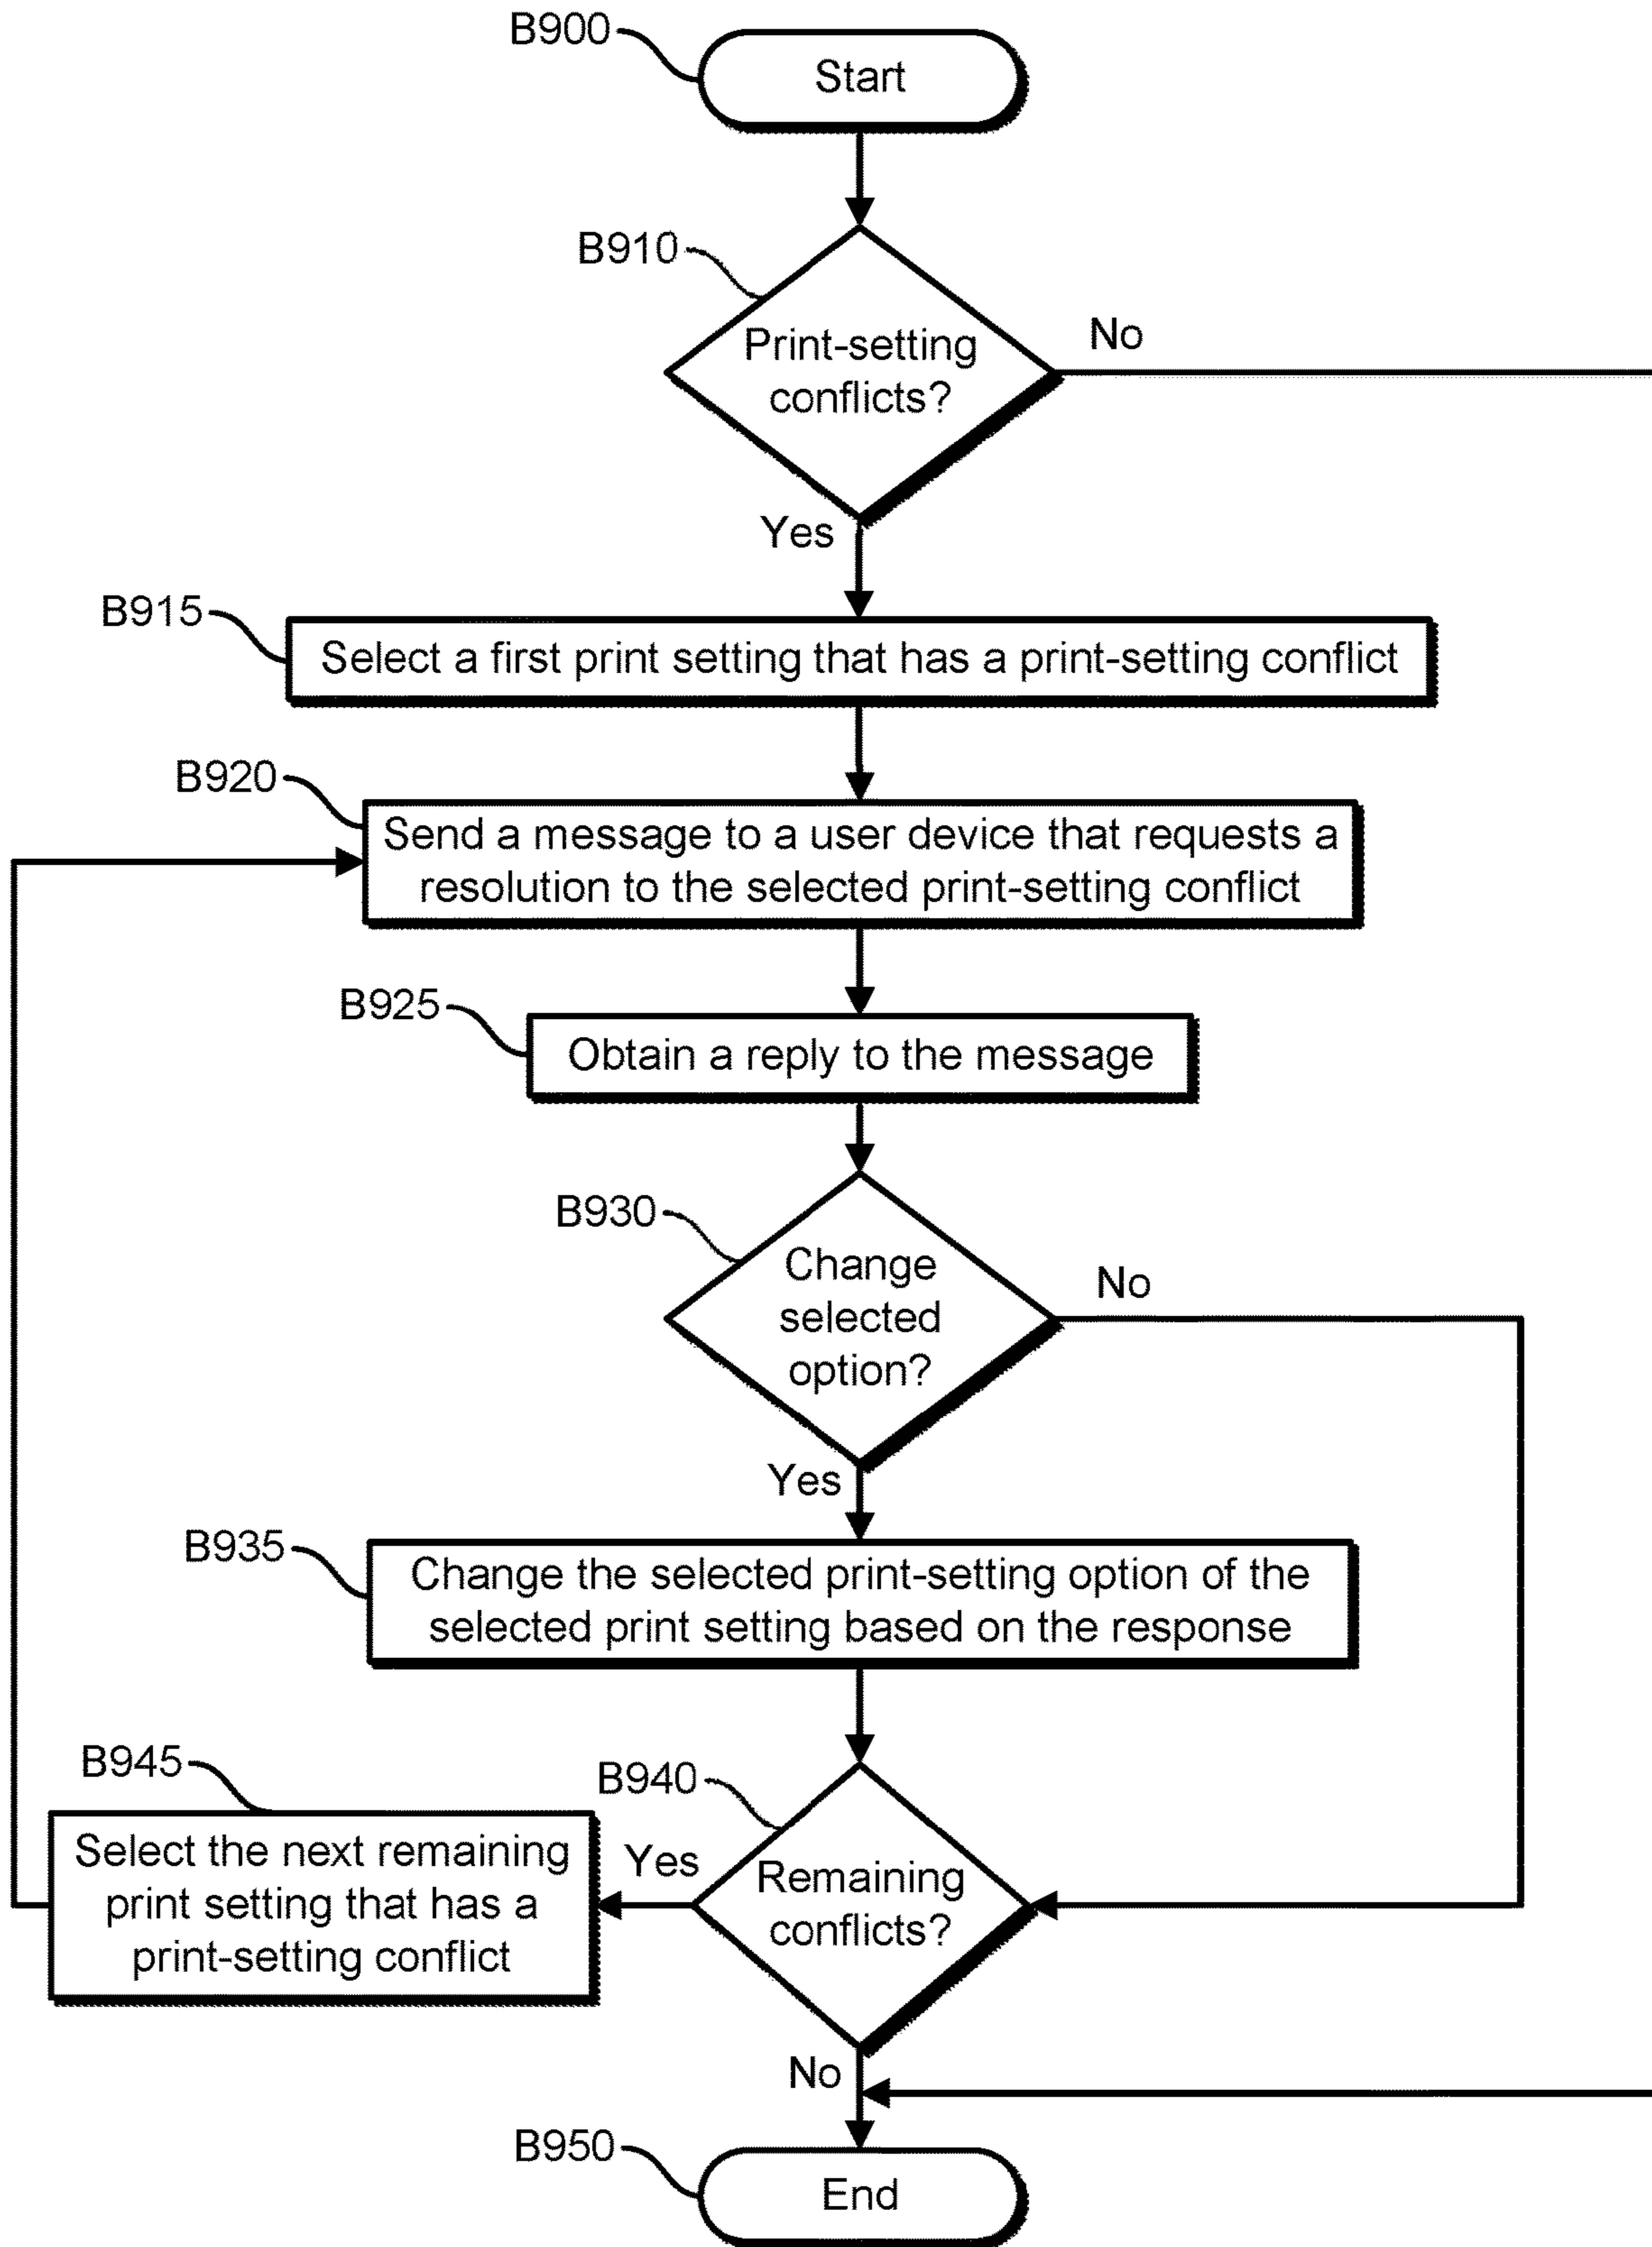 B900
Start
B910
Print-setting
conflicts?
No
Yes
B915
Select a first print setting that has a print-setting conflict
B920
Send a message to a user device that requests a
resolution to the selected print-setting conflict
B925
Obtain a reply to the message
B930
Change
selected
option?
No
Yes
B935
Change the selected print-setting option of the
selected print setting based on the response
B945
B940
Select the next remaining
print setting that has a
print-setting conflict
Yes
Remaining
conflicts?
No
B950
End